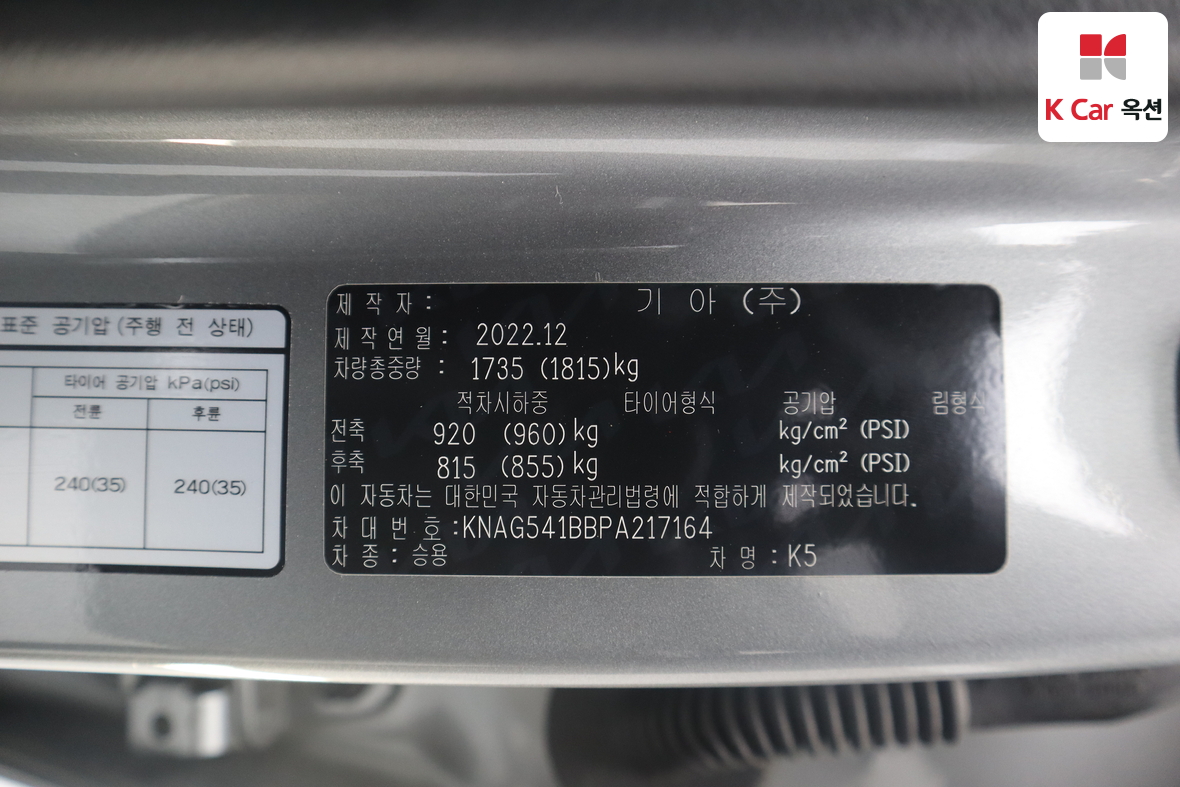 K Car 옥션
표준 공기압 (주행 전 상태)
타이어 공기압 kPa(psi)
전륜 후륜
240(35) 240(35)
제 작 자 : 기 아 (주)
제 작 연 월 : 2022.12
차량총중량 : 1735 (1815)kg
적차시하중 타이어형식 공기압 림형식
전축 920 (960)kg kg/cm² (PSI)
후축 815 (855)kg kg/cm² (PSI)
이 자동차는 대한민국 자동차관리법령에 적합하게 제작되었습니다.
차 대 번 호 :KNAG541BBPA217164
차 종 : 승용 차 명 : K5